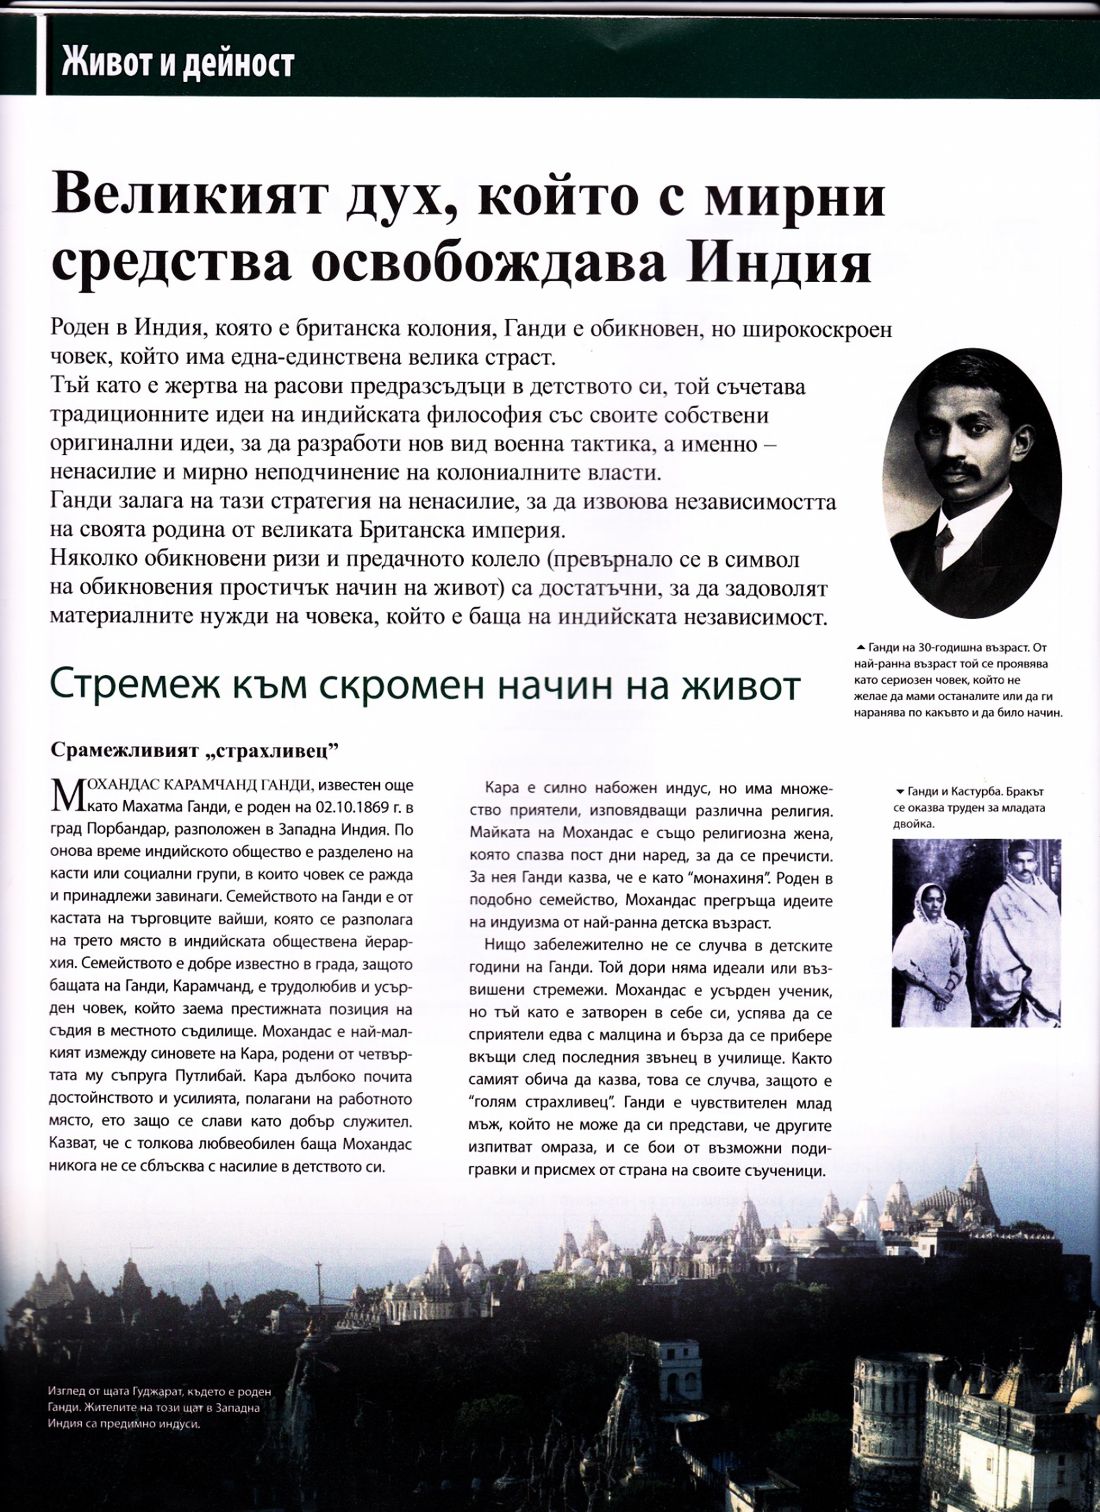 Живот и дейност
Великият дух, който с мирни
средства освобождава Индия
Роден в Индия, която е британска колония, Ганди е обикновен, но широкоскроен
човек, който има една-единствена велика страст.
Тъй като е жертва на расови предразсъдъци в детството си, той съчетава
традиционните идеи на индийската философия със своите собствени
оригинални идеи, за да разработи нов вид военна тактика, а именно –
ненасилие и мирно неподчинение на колониалните власти.
Ганди залага на тази стратегия на ненасилие, за да извоюва независимостта
на своята родина от великата Британска империя.
Няколко обикновени ризи и предачното колело (превърнало се в символ
на обикновения простичък начин на живот) са достатъчни, за да задоволят
материалните нужди на човека, който е баща на индийската независимост.
Ганди на 30-годишна възраст. От
най-ранна възраст той се проявява
като сериозен човек, който не
желае да мами останалите или да ги
наранява по какъвто и да било начин.
Стремеж към скромен начин на живот
Срамежливият „страхливец”
МОХАНДАС КАРАМЧАНД ГАНДИ, известен още
като Махатма Ганди, е роден на 02.10.1869 г. в
град Порбандар, разположен в Западна Индия. По
онова време индийското общество е разделено на
касти или социални групи, в които човек се ражда
и принадлежи завинаги. Семейството на Ганди е от
кастата на търговците вайши, която се разполага
на трето място в индийската обществена йерар-
хия. Семейството е добре известно в града, защото
бащата на Ганди, Карамчанд, е трудолюбив и усър-
ден човек, който заема престижната позиция на
съдия в местното съдилище. Мохандас е най-мал-
кият измежду синовете на Кара, родени от четвър-
тата му съпруга Путлибай. Кара дълбоко почита
достойнството и усилията, полагани на работното
място, ето защо се слави като добър служител.
Казват, че с толкова любвеобилен баща Мохандас
никога не се сблъсква с насилие в детството си.
Кара е силно набожен индус, но има множе-
ство приятели, изповядващи различна религия.
Майката на Мохандас е също религиозна жена,
която спазва пост дни наред, за да се пречисти.
За нея Ганди казва, че е като “монахиня”. Роден в
подобно семейство, Мохандас прегръща идеите
на индуизма от най-ранна детска възраст.
Нищо забележително не се случва в детските
години на Ганди. Той дори няма идеали или въз-
вишени стремежи. Мохандас е усърден ученик,
но тъй като е затворен в себе си, успява да се
сприятели едва с малцина и бърза да се прибере
вкъщи след последния звънец в училище. Както
самият обича да казва, това се случва, защото е
“голям страхливец”. Ганди е чувствителен млад
мъж, който не може да си представи, че другите
изпитват омраза, и се бои от възможни поди-
гравки и присмех от страна на своите съученици.
Ганди и Кастурба. Бракът
се оказва труден за младата
двойка.
Изглед от щата Гуджарат, където е роден
Ганди. Жителите на този щат в Западна
Индия са предимно индуси.